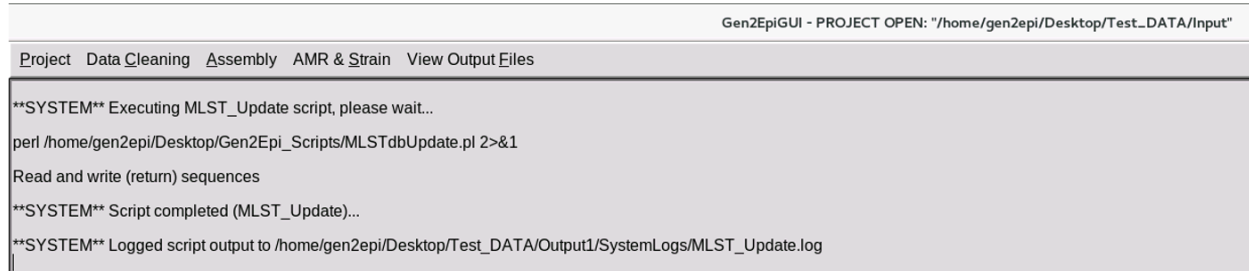 Gen2EpiGUI - PROJECT OPEN: "/home/gen2epi/Desktop/Test_DATA/Input"
Project Data Cleaning Assembly AMR & Strain View Output Files
**SYSTEM** Executing MLST_Update script, please wait...
perl /home/gen2epi/Desktop/Gen2Epi_Scripts/MLSTdbUpdate.pl 2>&1
Read and write (return) sequences
**SYSTEM** Script completed (MLST_Update)...
**SYSTEM** Logged script output to /home/gen2epi/Desktop/Test_DATA/Output1/SystemLogs/MLST_Update.log